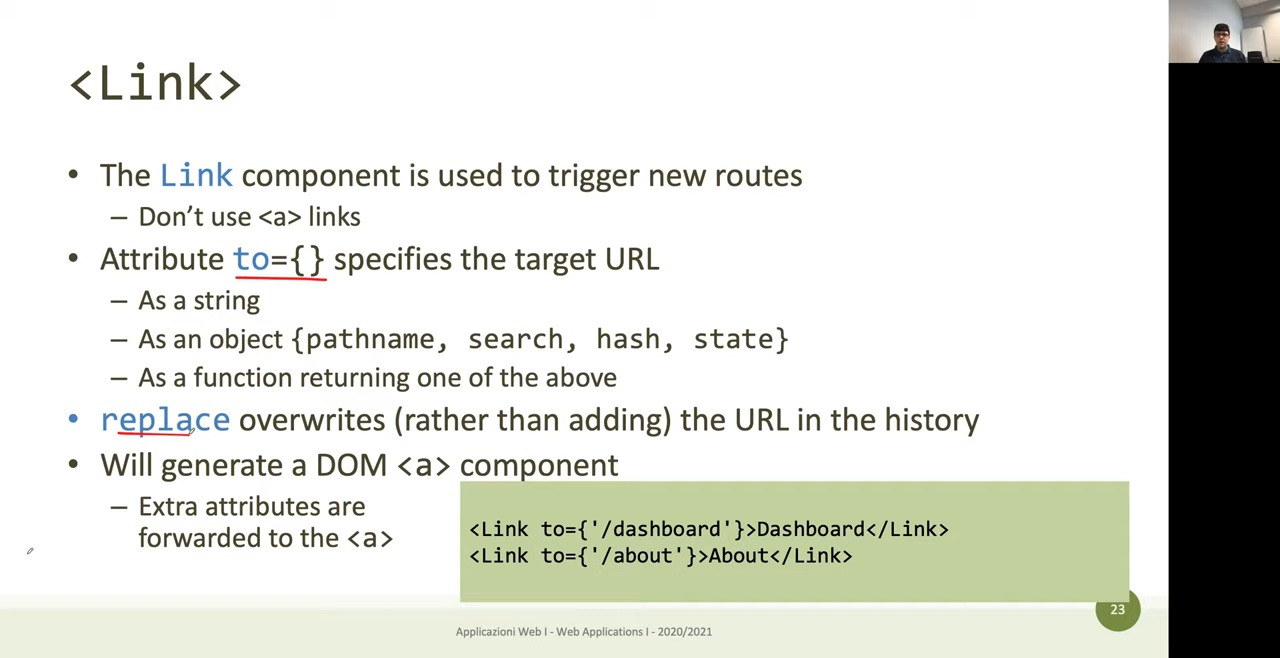 <Link>
• The Link component is used to trigger new routes
– Don’t use <a> links
• Attribute to={} specifies the target URL
– As a string
– As an object {pathname, search, hash, state}
– As a function returning one of the above
• replace overwrites (rather than adding) the URL in the history
• Will generate a DOM <a> component
– Extra attributes are
forwarded to the <a>
<Link to={'/dashboard'}>Dashboard</Link>
<Link to={'/about'}>About</Link>
23
Applicazioni Web I - Web Applications I - 2020/2021